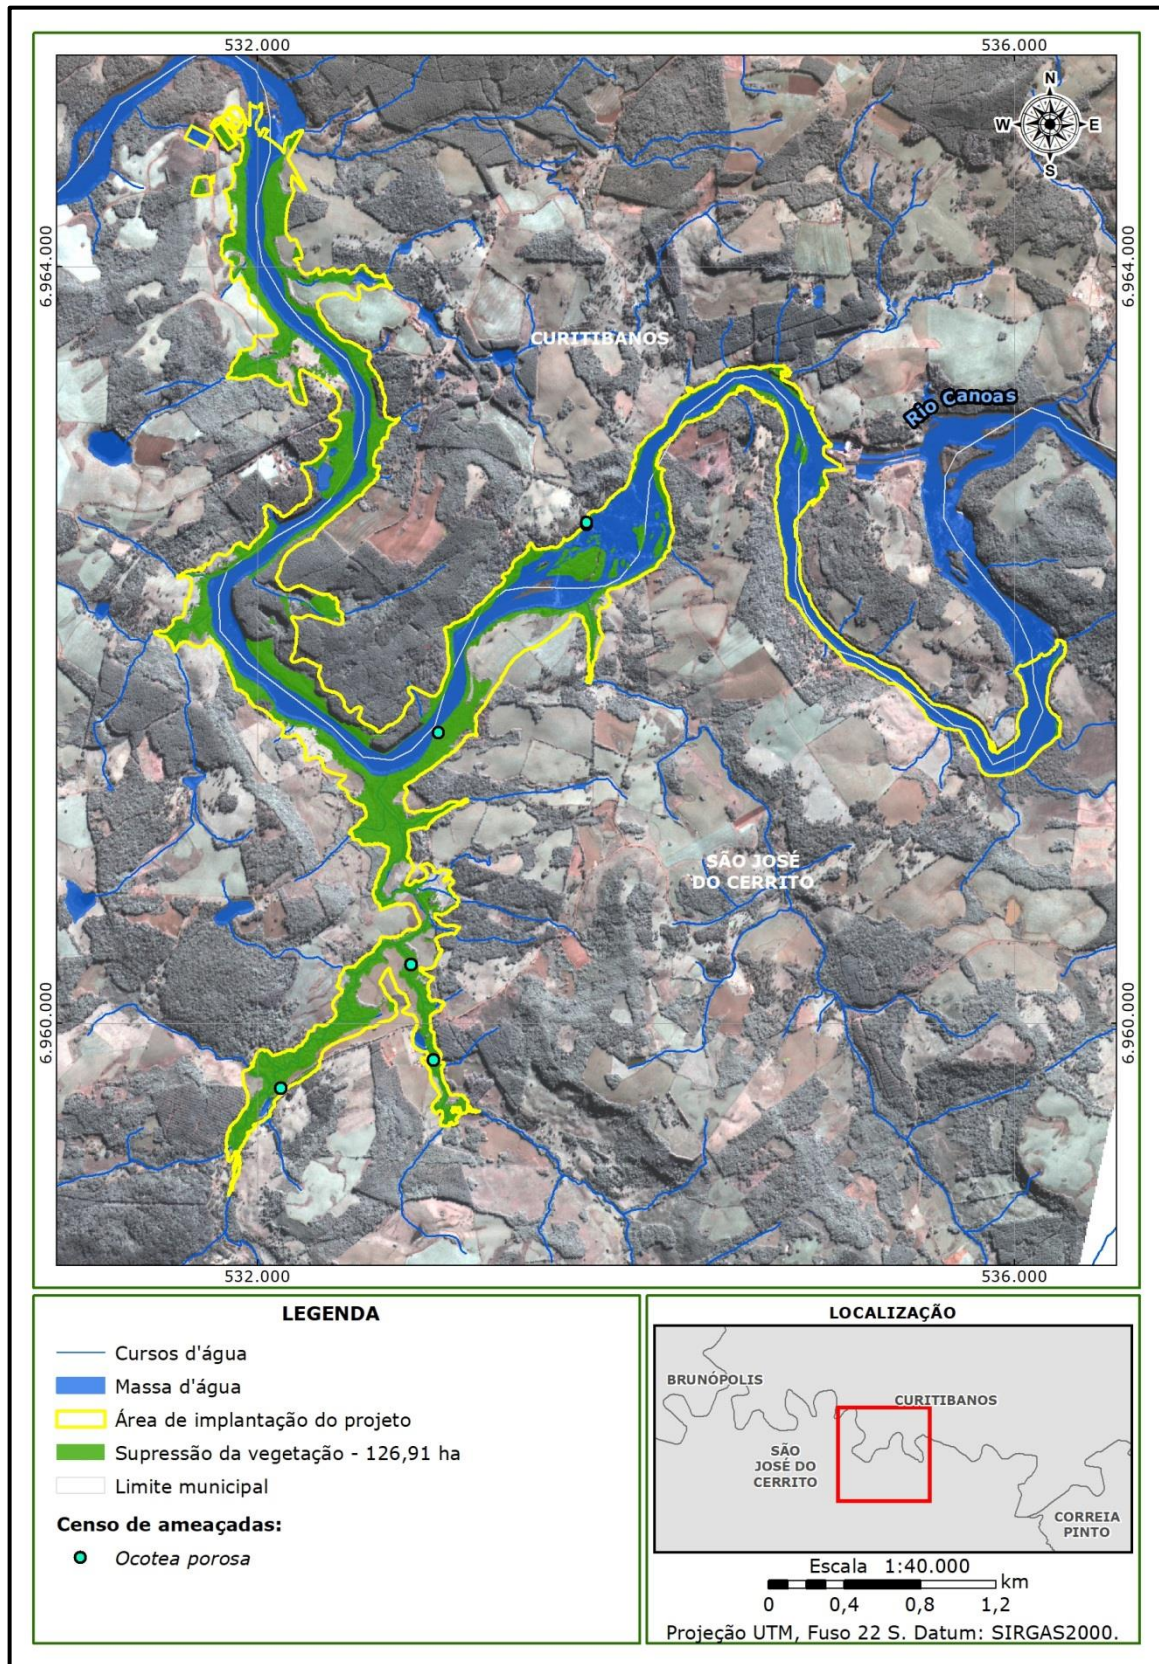 532.000
536.000
N
W
E
S
6.964.000
6.964.000
CURITIBANOS
Rio Canoas
SÃO JOSÉ
DO CERRITO
6.960.000
6.960.000
532.000
536.000
LEGENDA
Cursos d'água
Massa d'água
Área de implantação do projeto
Supressão da vegetação - 126,91 ha
Limite municipal
Censo de ameaçadas:
Ocotea porosa
LOCALIZAÇÃO
BRUNÓPOLIS
CURITIBANOS
SÃO
JOSÉ DO
CERRITO
CORREIA
PINTO
Escala 1:40.000
km
0 0,4 0,8 1,2
Projeção UTM, Fuso 22 S. Datum: SIRGAS2000.